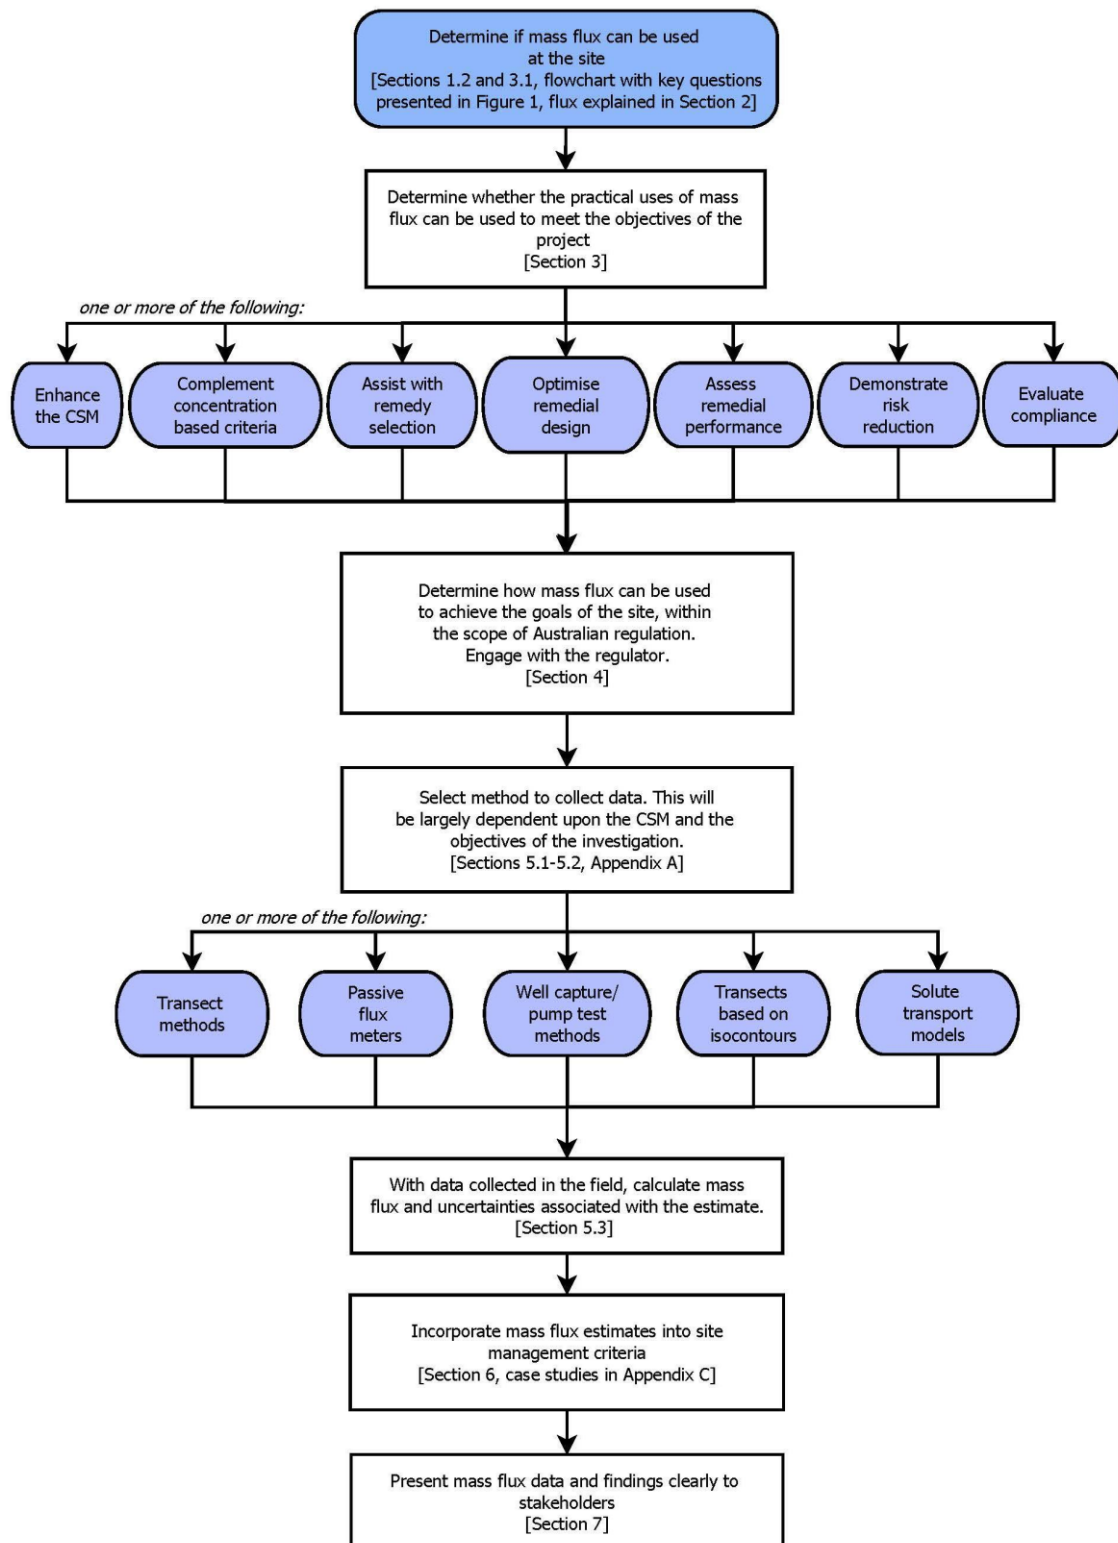 Determine if mass flux can be used
at the site
[Sections 1.2 and 3.1, flowchart with key questions
presented in Figure 1, flux explained in Section 2]
Determine whether the practical uses of mass
flux can be used to meet the objectives of the
project
[Section 3]
one or more of the following:
Enhance
the CSM
Complement
concentration
based criteria
Assist with
remedy
selection
Optimise
remedial
design
Assess
remedial
performance
Demonstrate
risk
reduction
Evaluate
compliance
Determine how mass flux can be used
to achieve the goals of the site, within
the scope of Australian regulation.
Engage with the regulator.
[Section 4]
Select method to collect data. This will
be largely dependent upon the CSM and the
objectives of the investigation.
[Sections 5.1-5.2, Appendix A]
one or more of the following:
Transect
methods
Passive
flux
meters
Well capture/
pump test
methods
Transects
based on
isocontours
Solute
transport
models
With data collected in the field, calculate mass
flux and uncertainties associated with the estimate.
[Section 5.3]
Incorporate mass flux estimates into site
management criteria
[Section 6, case studies in Appendix C]
Present mass flux data and findings clearly to
stakeholders
[Section 7]